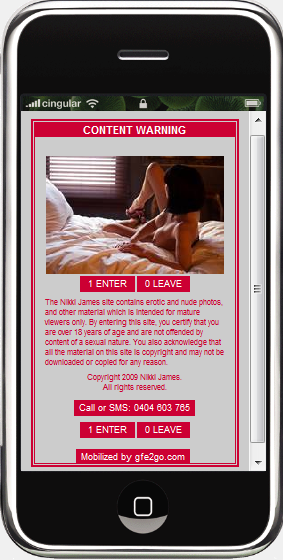 cingular
CONTENT WARNING
1 ENTER 0 LEAVE
The Nikki James site contains erotic and nude photos,
and other material which is intended for mature
viewers only. By entering this site, you certify that you
are over 18 years of age and are not offended by
content of a sexual nature. You also acknowledge that
all the material on this site is copyright and may not be
downloaded or copied for any reason.
Copyright 2009 Nikki James.
All rights reserved.
Call or SMS: 0404 603 765
1 ENTER 0 LEAVE
Mobilized by gfe2go.com